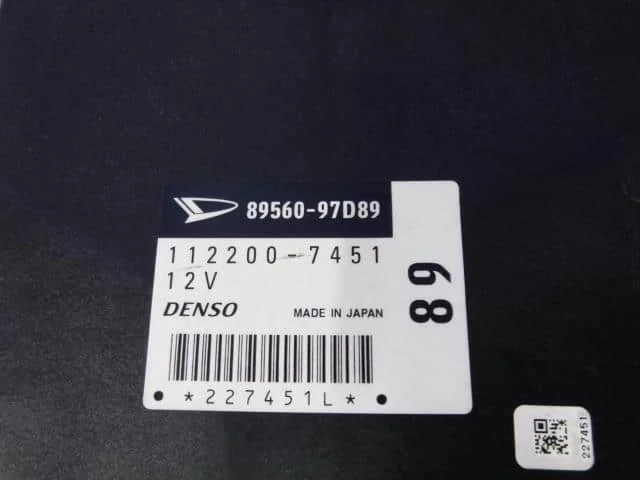 89560-97D89
112200-7451
12V
DENSO MADE IN JAPAN
89
*227451L*
227451